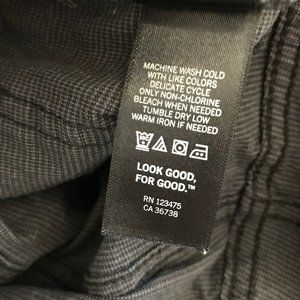 MACHINE WASH COLD
WITH LIKE COLORS
DELICATE CYCLE
ONLY NON-CHLORINE
BLEACH WHEN NEEDED
TUMBLE DRY LOW
WARM IRON IF NEEDED
LOOK GOOD,
FOR GOOD.™
RN 123475
CA 36738